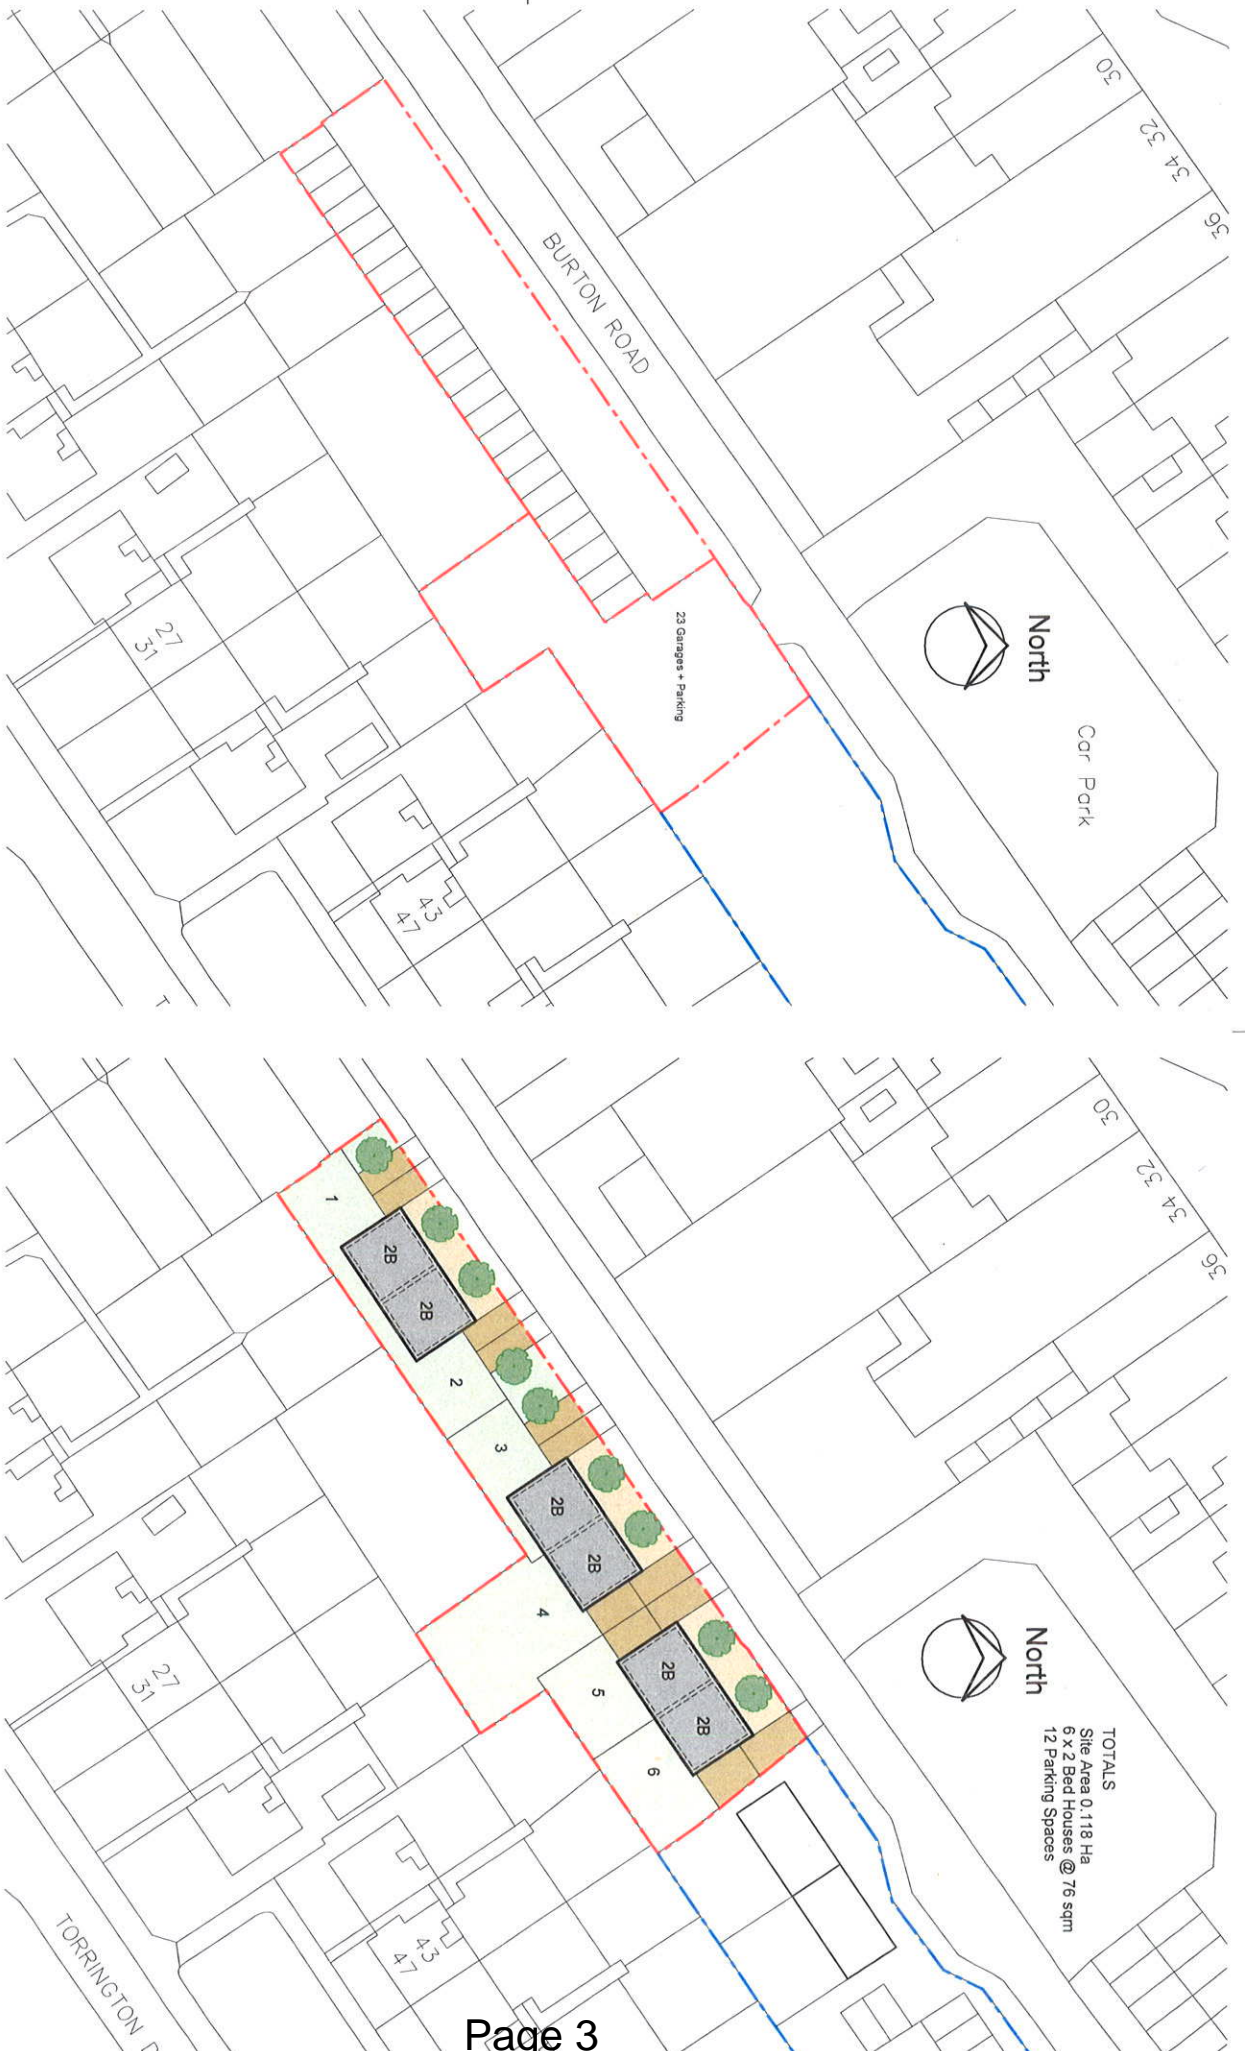 BURTON ROAD
30
32
34
36
North
Car Park
23 Garages + Parking
27
31
43
47
T
30
32
34
36
North
TOTALS
Site Area 0.118 Ha
6 x 2 Bed Houses @ 76 sqm
12 Parking Spaces
1
2B
2B
2
3
2B
2B
4
5
2B
2B
6
27
31
43
47
TORRINGTON D
Page 3